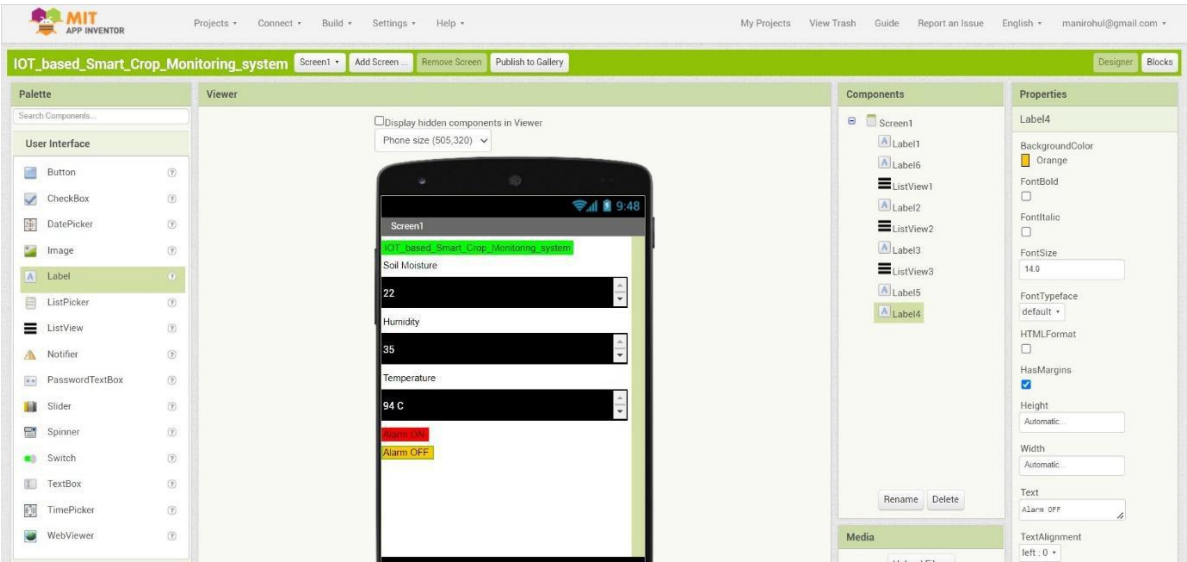 MIT
APP INVENTOR
Projects
Connect
Build
Settings
Help
My Projects
View Trash
Guide
Report an Issue
English
manirohul@gmail.com
IOT_based_Smart_Crop_Monitoring_system
Screen1
Add Screen ...
Remove Screen
Publish to Gallery
Designer
Blocks
Palette
Search Components...
User Interface
Button
CheckBox
DatePicker
Image
Label
ListPicker
ListView
Notifier
PasswordTextBox
Slider
Spinner
Switch
TextBox
TimePicker
WebViewer
Viewer
Display hidden components in Viewer
Phone size (505,320)
9:48
Screen1
IOT_based_Smart_Crop_Monitoring_system
Soil Moisture
22
Humidity
35
Temperature
94 C
Alarm ON
Alarm OFF
Components
Screen1
Label1
Label6
ListView1
Label2
ListView2
Label3
ListView3
Label5
Label4
Rename
Delete
Media
Properties
Label4
BackgroundColor
Orange
FontBold
FontItalic
FontSize
14.0
FontTypeface
default
HTMLFormat
HasMargins
Height
Automatic...
Width
Automatic...
Text
Alarm OFF
TextAlignment
left : 0